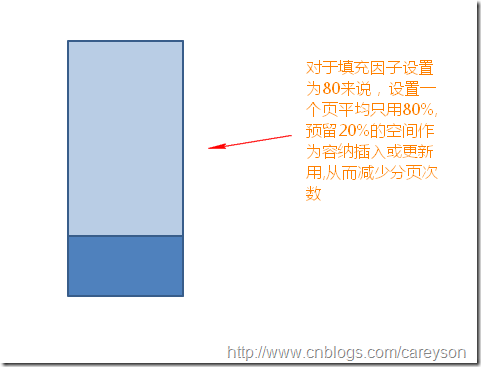 对于填充因子设置
为80来说，设置一
个页平均只用80%,
预留20%的空间作
为容纳插入或更新
用,从而减少分页次
数
http://www.cnblogs.com/careyson